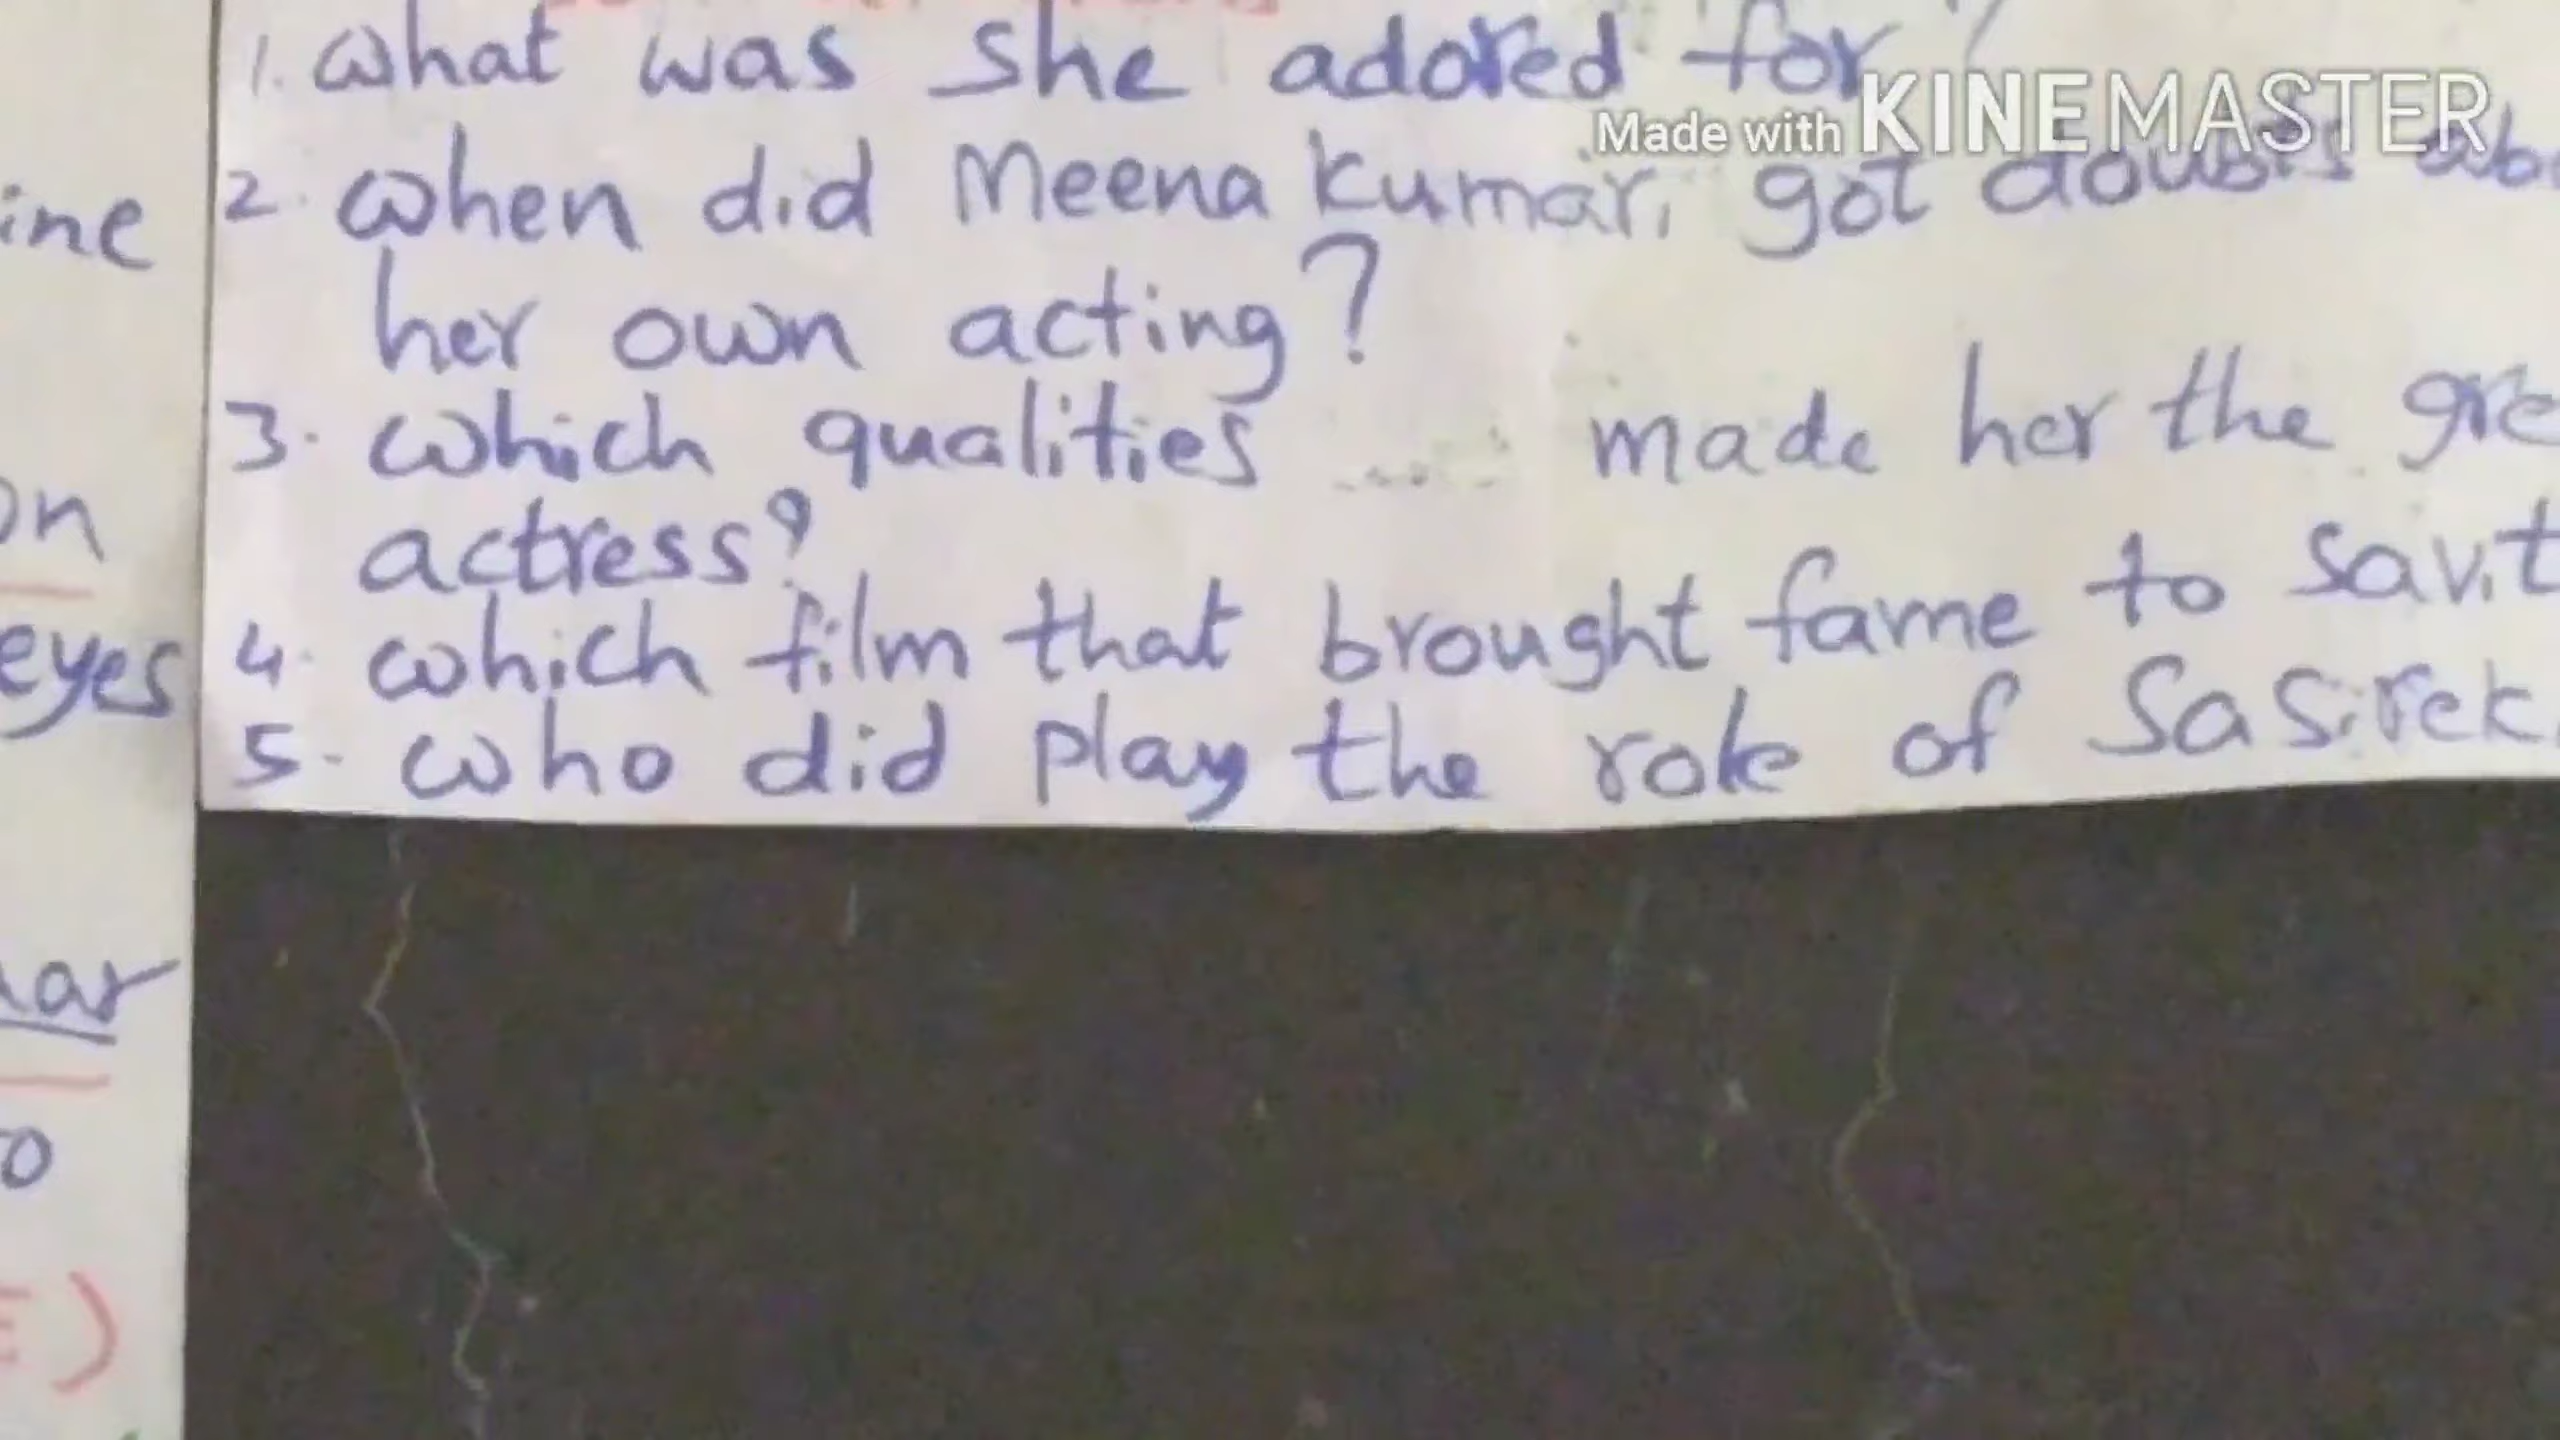 1. What was she adored for?
Made with KINEMASTER
2. When did Meena Kumari got doubts
her own acting?
3. Which qualities made her the
actress?
4. Which film that brought fame to
5. Who did play the role of
eyes